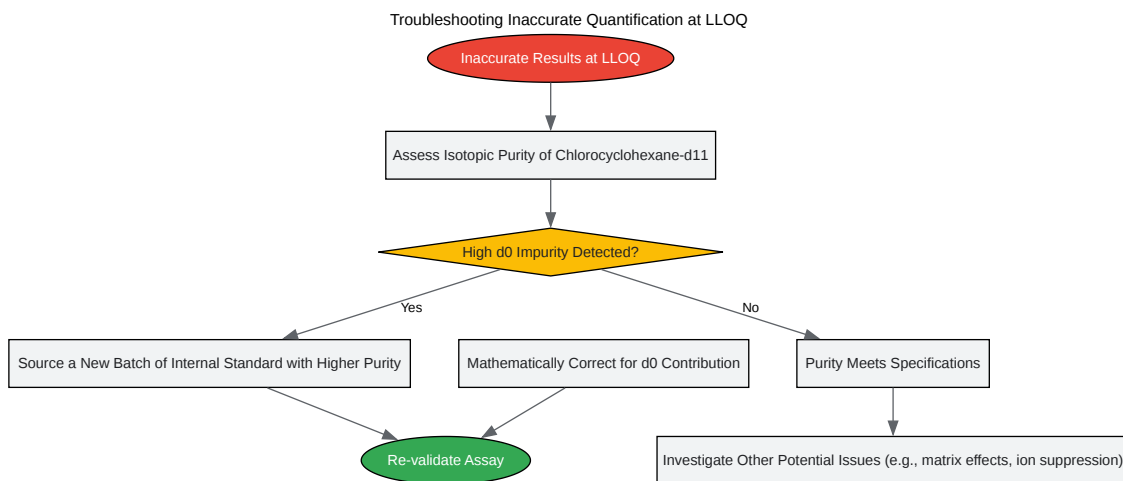 Troubleshooting Inaccurate Quantification at LLOQ
Inaccurate Results at LLOQ
Assess Isotopic Purity of Chlorocyclohexane-d11
High d0 Impurity Detected?
Yes
No
Source a New Batch of Internal Standard with Higher Purity
Mathematically Correct for d0 Contribution
Purity Meets Specifications
Re-validate Assay
Investigate Other Potential Issues (e.g., matrix effects, ion suppression)